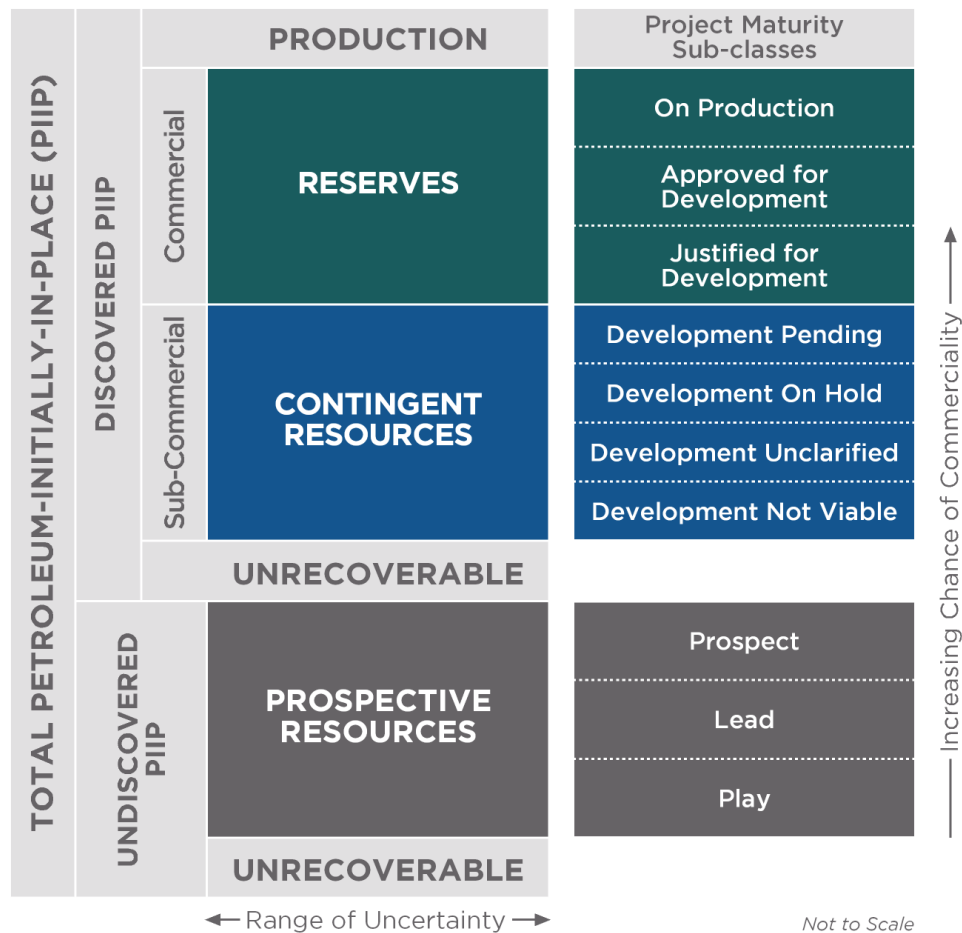 TOTAL PETROLEUM-INITIALLY-IN-PLACE (PIIP)
DISCOVERED PIIP
UNDISCOVERED
PIIP
Commercial
Sub-Commercial
PRODUCTION
RESERVES
CONTINGENT
RESOURCES
UNRECOVERABLE
PROSPECTIVE
RESOURCES
UNRECOVERABLE
Range of Uncertainty
Project Maturity
Sub-classes
On Production
Approved for
Development
Justified for
Development
Development Pending
Development On Hold
Development Unclarified
Development Not Viable
Prospect
Lead
Play
Increasing Chance of Commerciality
Not to Scale